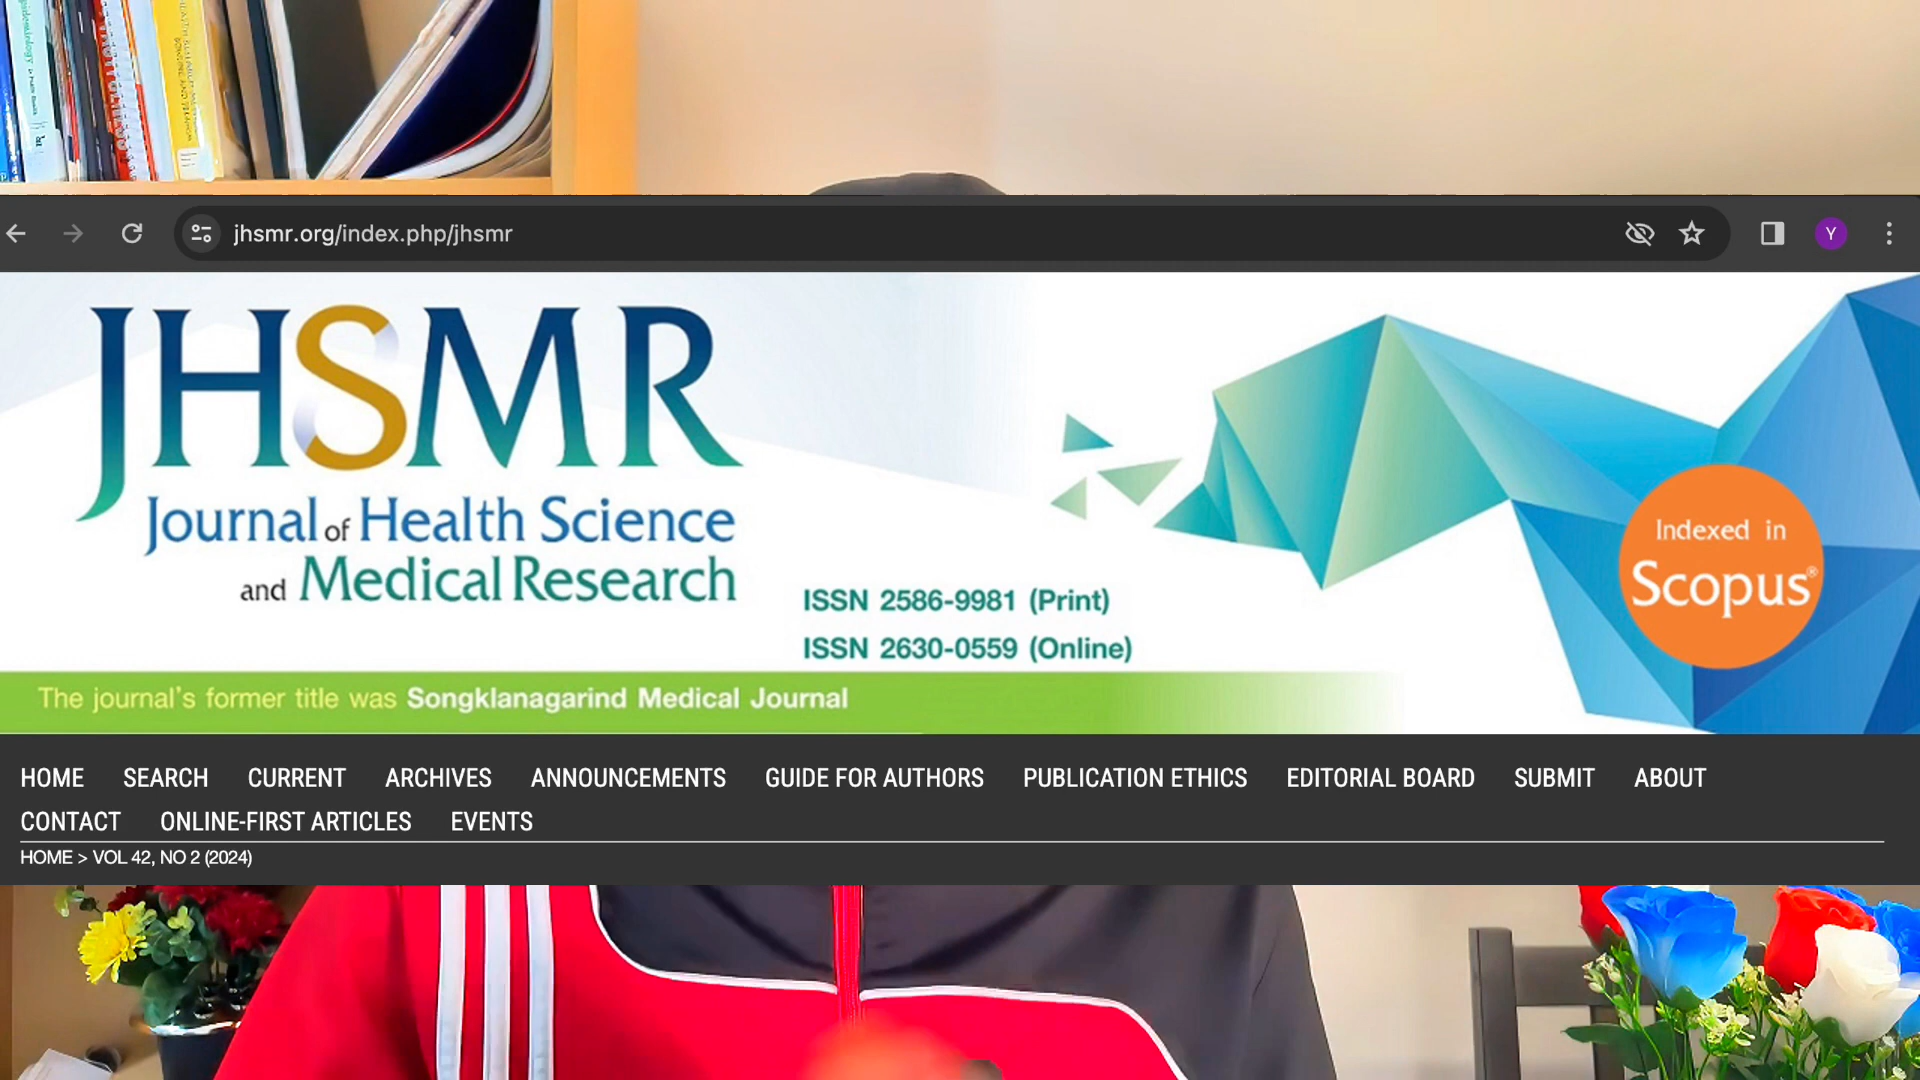 jhsmr.org/index.php/jhsmr
Y
JHSMR
Journal of Health Science
and Medical Research
ISSN 2586-9981 (Print)
ISSN 2630-0559 (Online)
Indexed in
Scopus®
The journal's former title was Songklanagarind Medical Journal
HOME SEARCH CURRENT ARCHIVES ANNOUNCEMENTS GUIDE FOR AUTHORS PUBLICATION ETHICS EDITORIAL BOARD SUBMIT ABOUT
CONTACT ONLINE-FIRST ARTICLES EVENTS
HOME > VOL 42, NO 2 (2024)